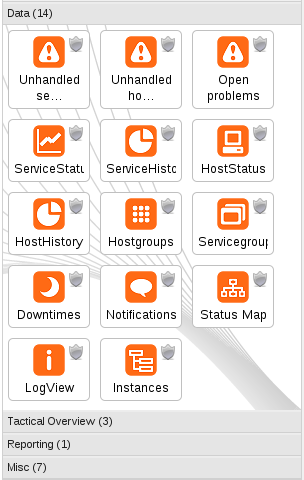 Data (14)
Unhandled se...
Unhandled ho...
Open problems
ServiceStatu
ServiceHisto
HostStatus
HostHistory
Hostgroups
Servicegroup
Downtimes
Notifications
Status Map
LogView
Instances
Tactical Overview (3)
Reporting (1)
Misc (7)